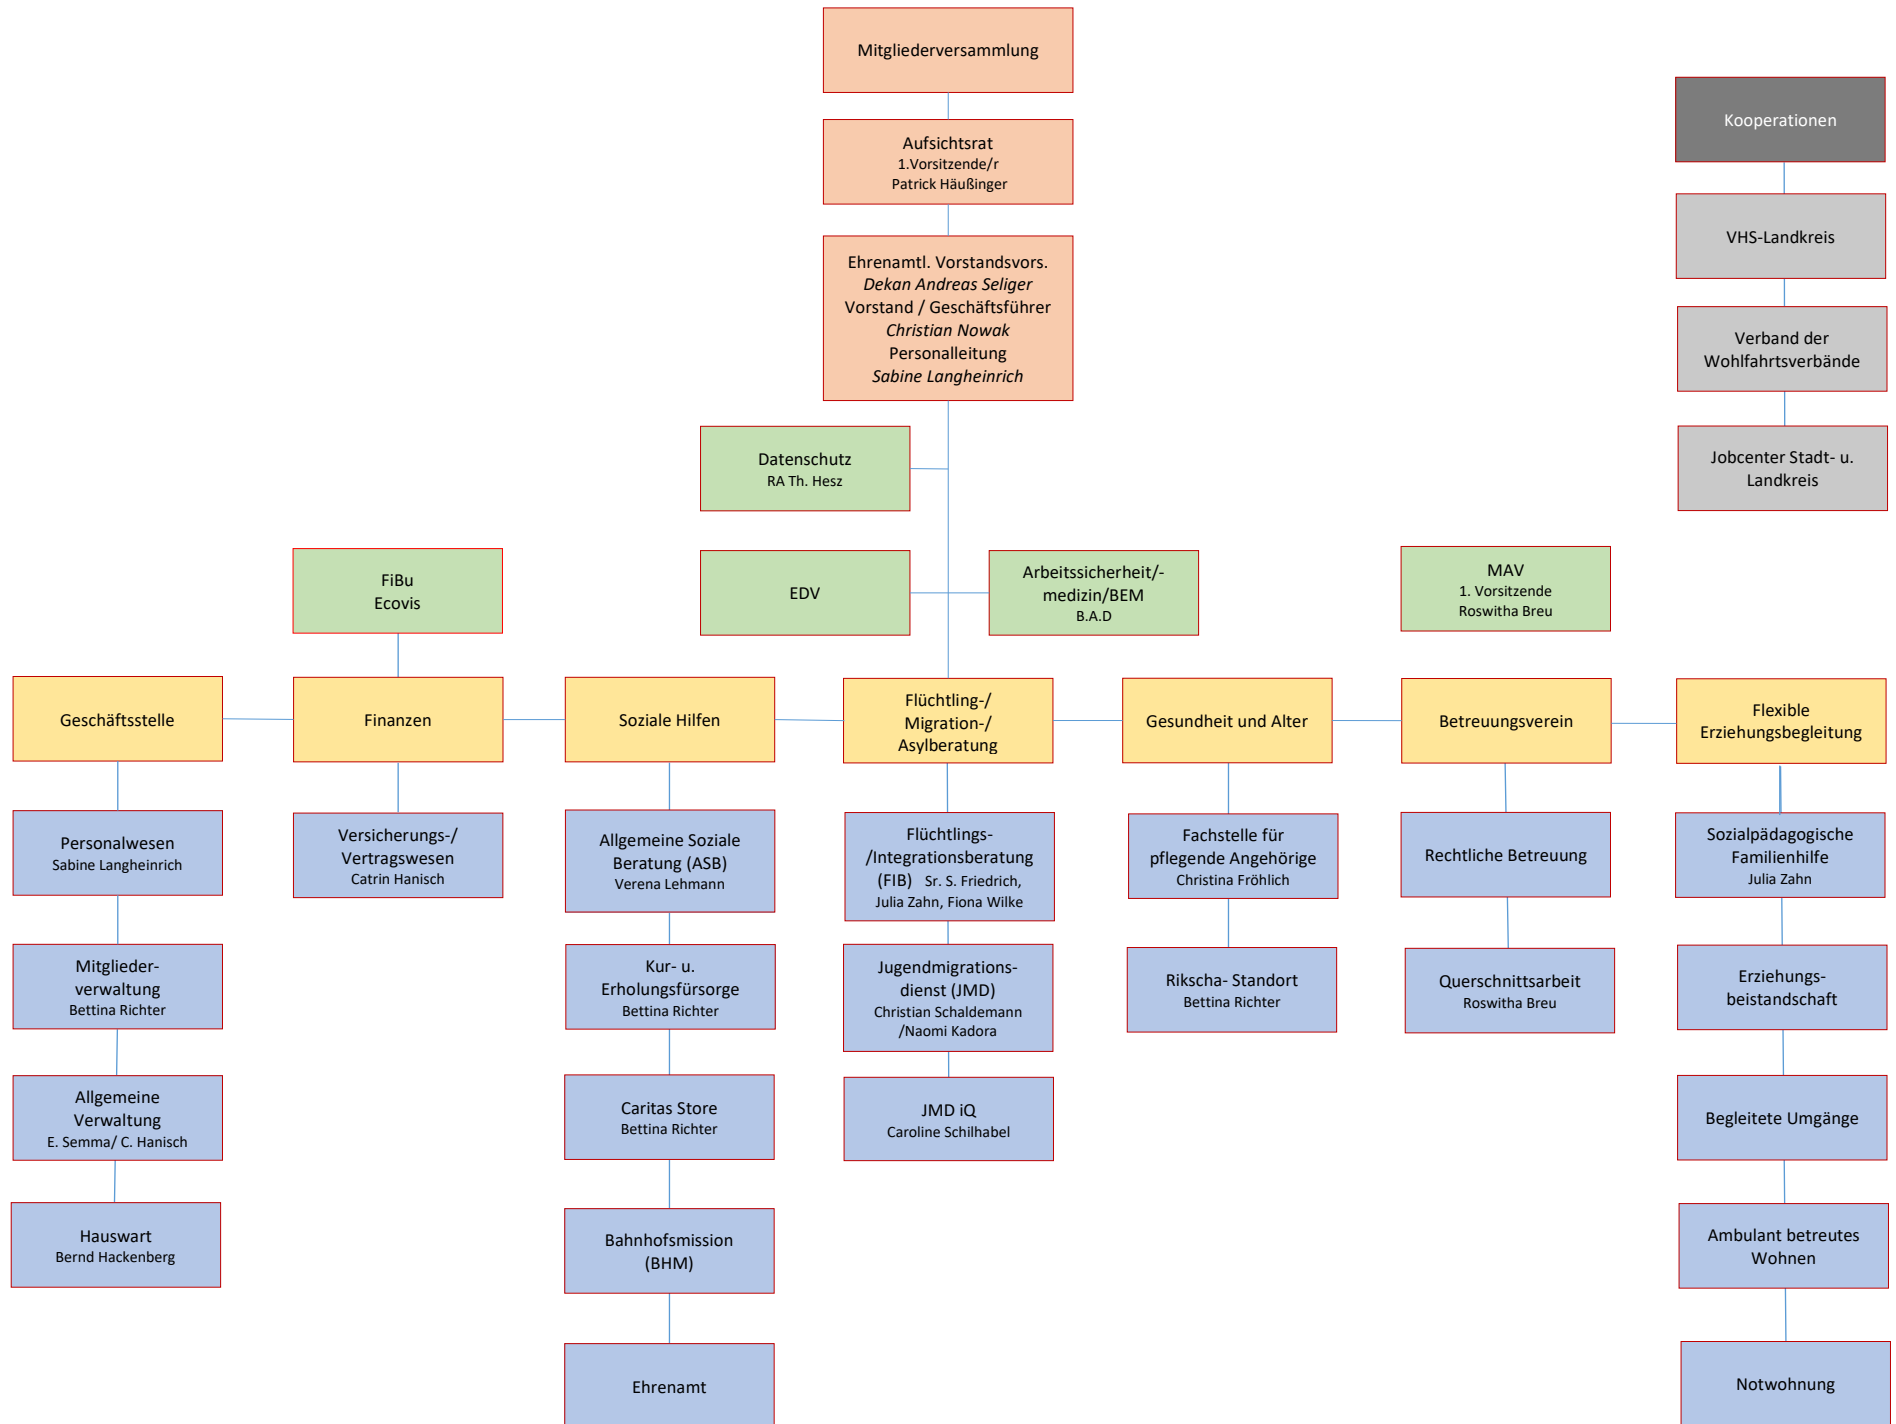 Mitgliederversammlung
Aufsichtsrat
1.Vorsitzende/r
Patrick Häußinger
Ehrenamtl. Vorstandsvors.
Dekan Andreas Seliger
Vorstand / Geschäftsführer
Christian Nowak
Personalleitung
Sabine Langheinrich
Kooperationen
VHS-Landkreis
Verband der
Wohlfahrtsverbände
Jobcenter Stadt- u.
Landkreis
Datenschutz
RA Th. Hesz
FiBu
Ecovis
EDV
Arbeitssicherheit/-
medizin/BEM
B.A.D
MAV
1. Vorsitzende
Roswitha Breu
Geschäftsstelle
Finanzen
Soziale Hilfen
Flüchtling-/
Migration-/
Asylberatung
Gesundheit und Alter
Betreuungsverein
Flexible
Erziehungsbegleitung
Personalwesen
Sabine Langheinrich
Mitglieder-
verwaltung
Bettina Richter
Allgemeine
Verwaltung
E. Semma/ C. Hanisch
Hauswart
Bernd Hackenberg
Versicherungs-/
Vertragswesen
Catrin Hanisch
Allgemeine Soziale
Beratung (ASB)
Verena Lehmann
Kur- u.
Erholungsfürsorge
Bettina Richter
Caritas Store
Bettina Richter
Bahnhofsmission
(BHM)
Ehrenamt
Flüchtlings-
/Integrationsberatung
(FIB) Sr. S. Friedrich,
Julia Zahn, Fiona Wilke
Jugendmigrations-
dienst (JMD)
Christian Schaldemann
/Naomi Kadora
JMD iQ
Caroline Schilhabel
Fachstelle für
pflegende Angehörige
Christina Fröhlich
Rikscha- Standort
Bettina Richter
Rechtliche Betreuung
Querschnittsarbeit
Roswitha Breu
Sozialpädagogische
Familienhilfe
Julia Zahn
Erziehungs-
beistandschaft
Begleitete Umgänge
Ambulant betreutes
Wohnen
Notwohnung